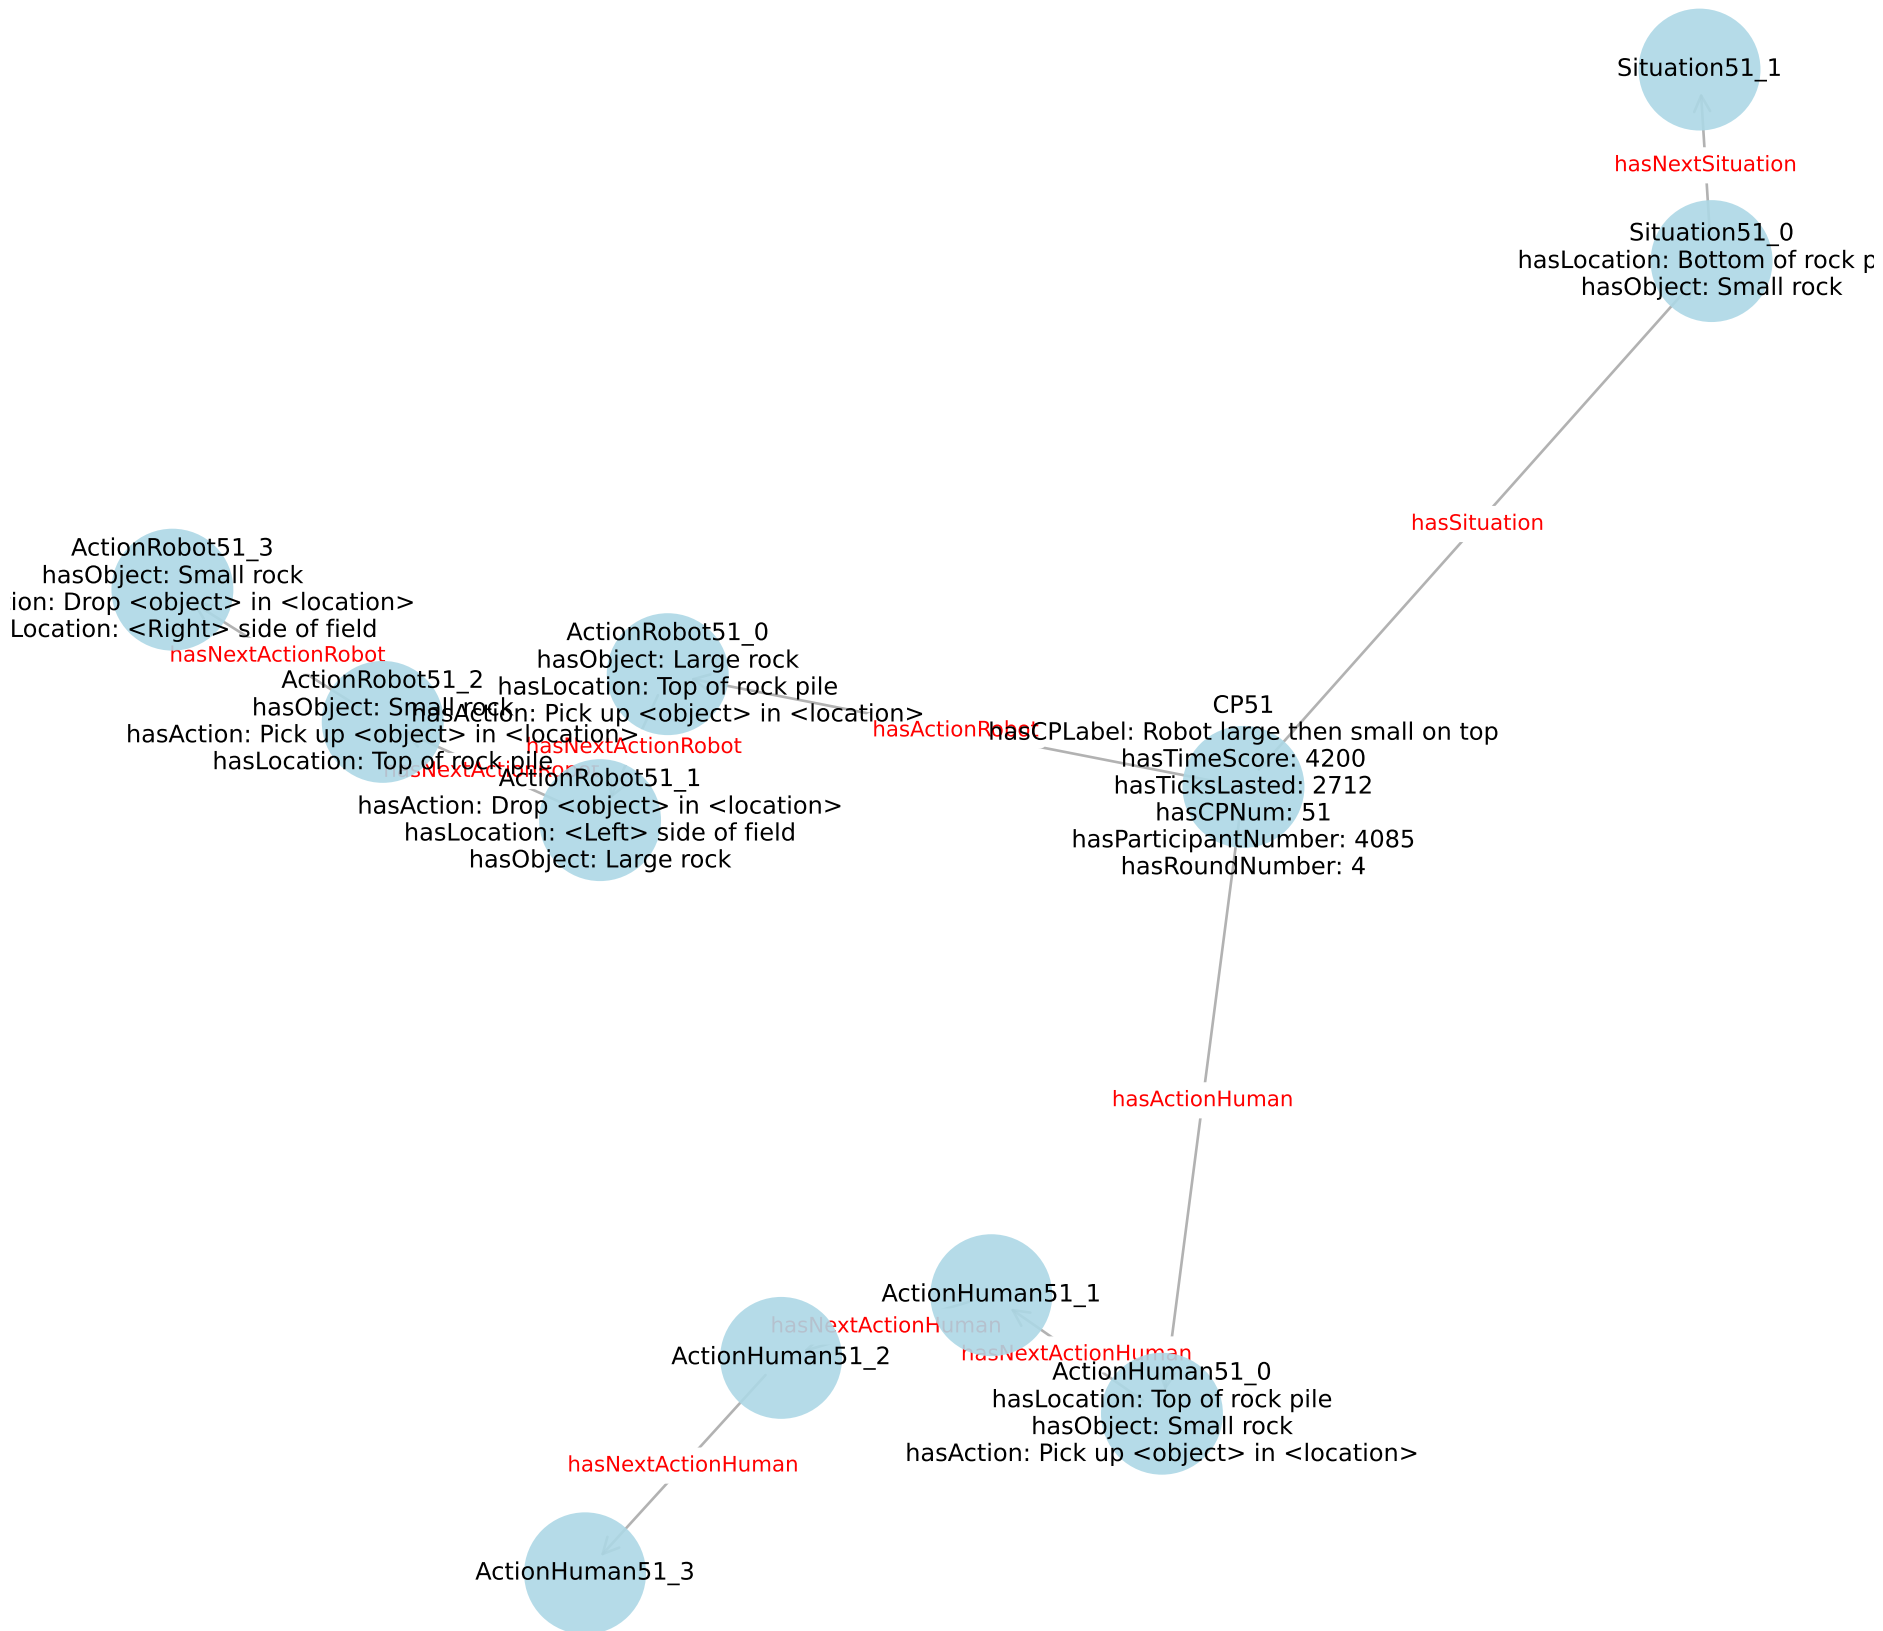 Situation51_1
hasNextSituation
Situation51_0
hasLocation: Bottom of rock p
hasObject: Small rock
hasSituation
ActionRobot51_3
hasObject: Small rock
ion: Drop <object> in <location>
Location: <Right> side of field
hasNextActionRobot
ActionRobot51_2
hasObject: Small rock
hasAction: Pick up <object> in <location>
hasLocation: Top of rock pile
hasNextActionRobot
ActionRobot51_0
hasObject: Large rock
hasLocation: Top of rock pile
hasAction: Pick up <object> in <location>
hasNextActionRobot
ActionRobot51_1
hasAction: Drop <object> in <location>
hasLocation: <Left> side of field
hasObject: Large rock
hasActionRobot
CP51
hasCPLabel: Robot large then small on top
hasTimeScore: 4200
hasTicksLasted: 2712
hasCPNum: 51
hasParticipantNumber: 4085
hasRoundNumber: 4
hasActionHuman
ActionHuman51_1
hasNextActionHuman
ActionHuman51_2
hasNextActionHuman
ActionHuman51_0
hasLocation: Top of rock pile
hasObject: Small rock
hasAction: Pick up <object> in <location>
hasNextActionHuman
ActionHuman51_3